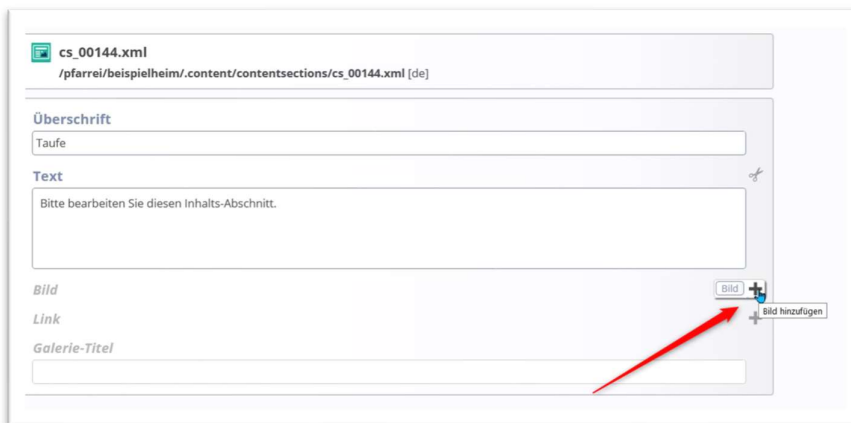 cs_00144.xml
/pfarrei/beispielheim/.content/contentsections/cs_00144.xml [de]
Überschrift
Taufe
Text
Bitte bearbeiten Sie diesen Inhalts-Abschnitt.
Bild
Bild
Bild hinzufügen
Link
Galerie-Titel